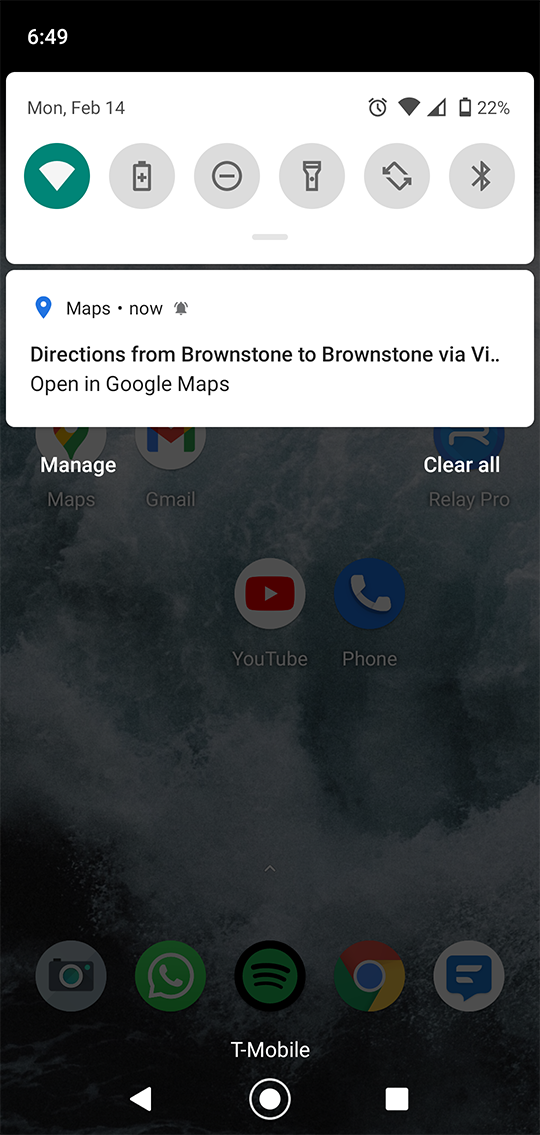 6:49
Mon, Feb 14
22%
Maps • now
Directions from Brownstone to Brownstone via Vi..
Open in Google Maps
Manage
Clear all
Maps
Gmail
Relay Pro
YouTube
Phone
T-Mobile